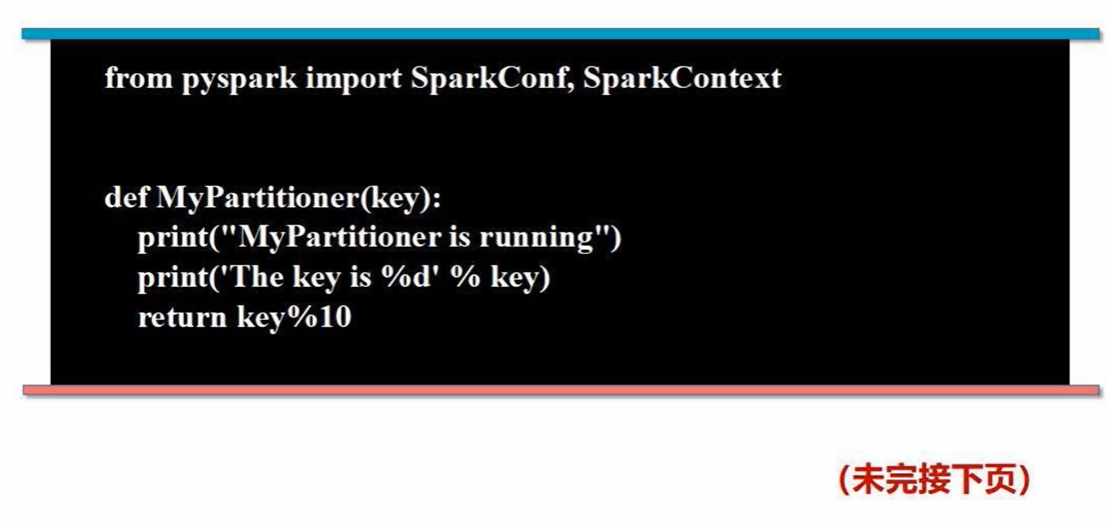 from pyspark import SparkConf, SparkContext
def MyPartitioner(key):
print("MyPartitioner is running")
print('The key is %d' % key)
return key%10
(未完接下页)